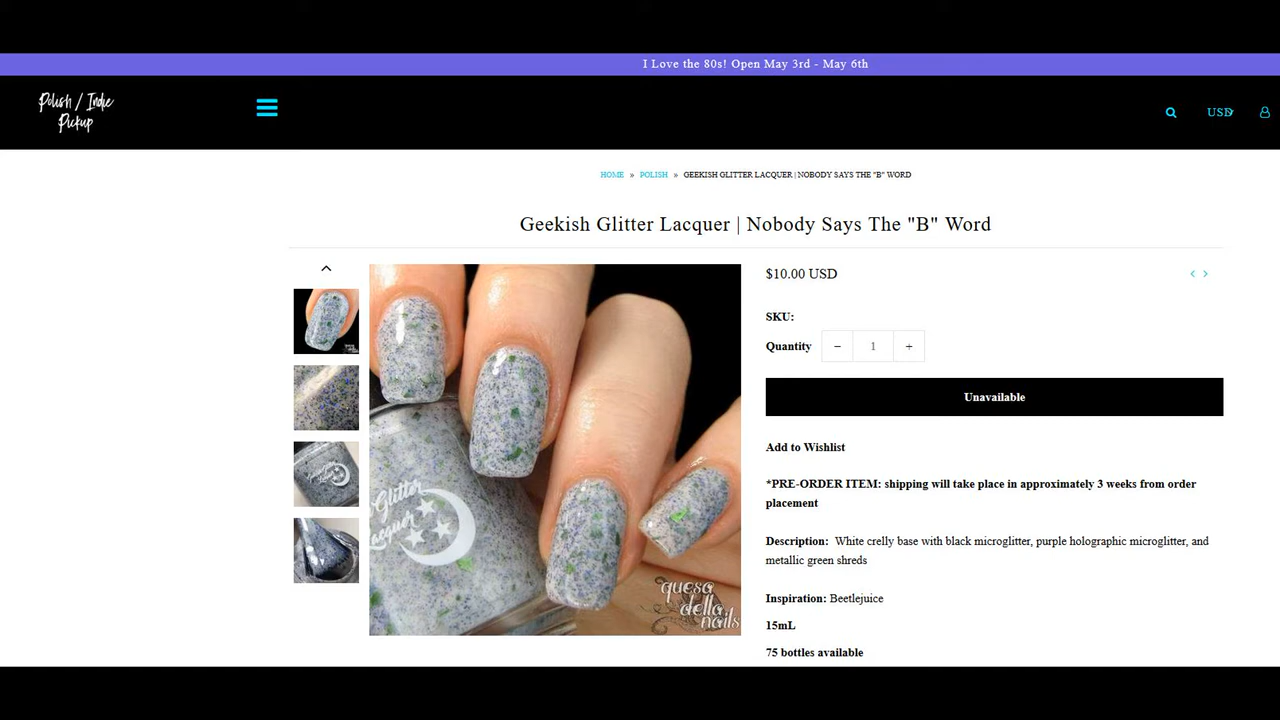 I Love the 80s! Open May 3rd - May 6th
Polish / Indie
Pickup
USD
HOME » POLISH » GEEKISH GLITTER LACQUER | NOBODY SAYS THE "B" WORD
Geekish Glitter Lacquer | Nobody Says The "B" Word
$10.00 USD
SKU:
Quantity − 1 +
Unavailable
Add to Wishlist
*PRE-ORDER ITEM: shipping will take place in approximately 3 weeks from order
placement
Description: White crelly base with black microglitter, purple holographic microglitter, and
metallic green shreds
Inspiration: Beetlejuice
15mL
75 bottles available
Glitter
Lacquer
quesa
della
nails